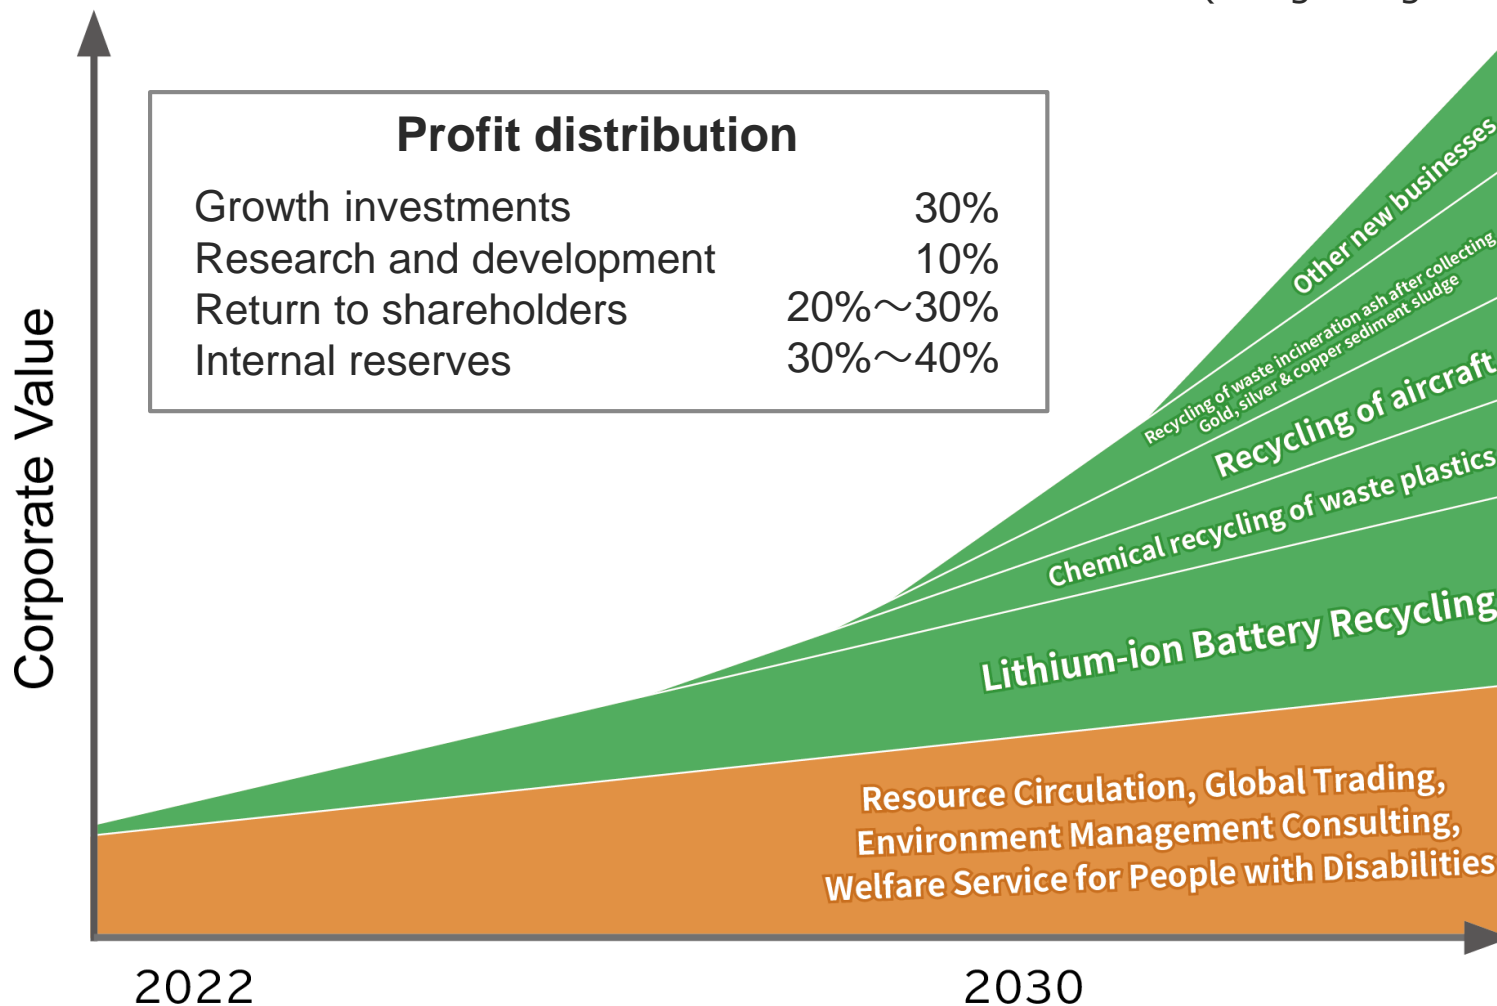 Profit distribution
Growth investments 30%
Research and development 10%
Return to shareholders 20%～30%
Internal reserves 30%～40%
Corporate Value
Other new businesses
Recycling of waste incineration ash after collecting
Gold, silver & copper sediment sludge
Recycling of aircraft
Chemical recycling of waste plastics
Lithium-ion Battery Recycling
Resource Circulation, Global Trading,
Environment Management Consulting,
Welfare Service for People with Disabilities
2022 2030